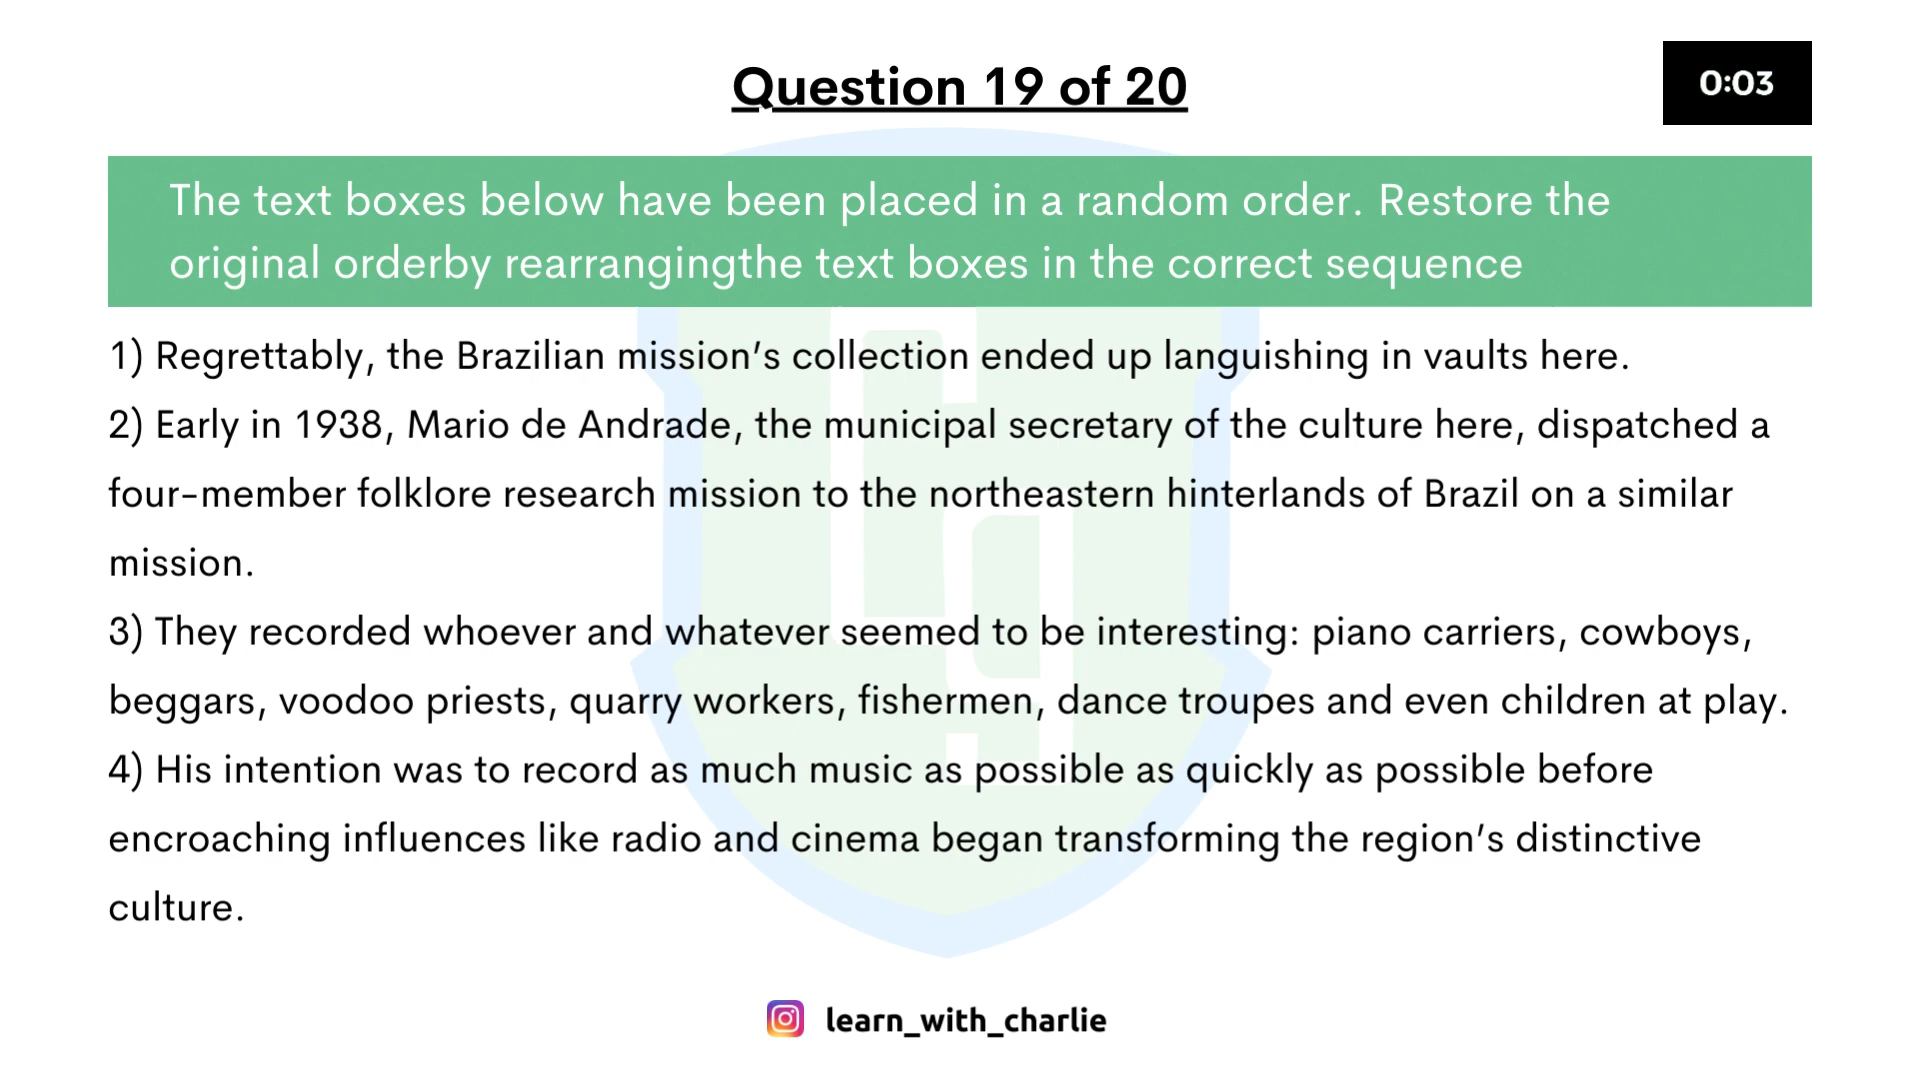 Question 19 of 20
0:03
The text boxes below have been placed in a random order. Restore the
original orderby rearrangingthe text boxes in the correct sequence
1) Regrettably, the Brazilian mission's collection ended up languishing in vaults here.
2) Early in 1938, Mario de Andrade, the municipal secretary of the culture here, dispatched a
four-member folklore research mission to the northeastern hinterlands of Brazil on a similar
mission.
3) They recorded whoever and whatever seemed to be interesting: piano carriers, cowboys,
beggars, voodoo priests, quarry workers, fishermen, dance troupes and even children at play.
4) His intention was to record as much music as possible as quickly as possible before
encroaching influences like radio and cinema began transforming the region's distinctive
culture.
learn_with_charlie